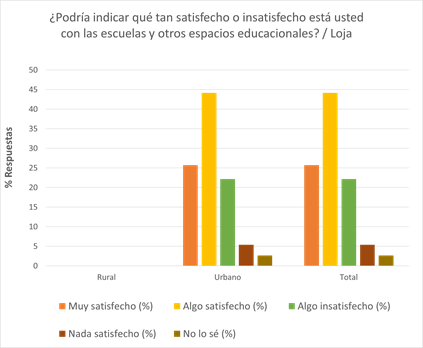 ¿Podría indicar qué tan satisfecho o insatisfecho está usted
con las escuelas y otros espacios educacionales? / Loja
% Respuestas
50
45
40
35
30
25
20
15
10
5
0
Rural Urbano Total
Muy satisfecho (%) Algo satisfecho (%) Algo insatisfecho (%)
Nada satisfecho (%) No lo sé (%)